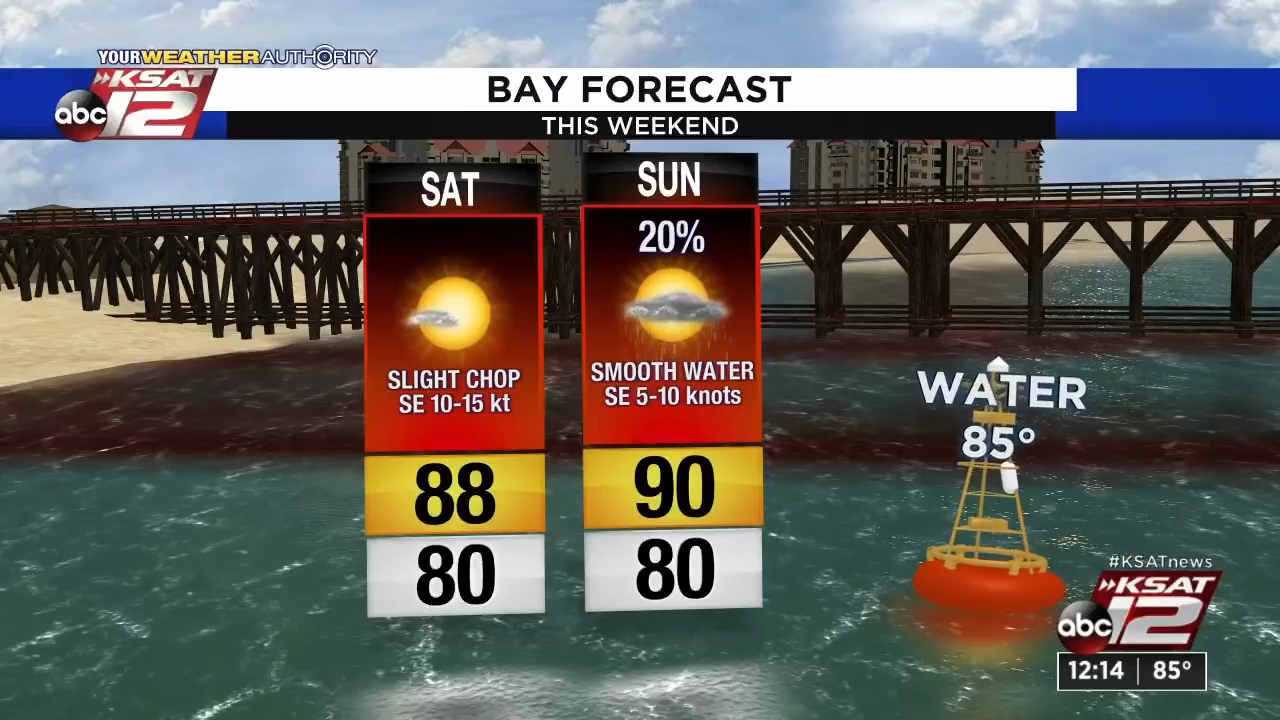 YOURWEATHERAUTHORITY
KSAT
abc 12
BAY FORECAST
THIS WEEKEND
SAT
SLIGHT CHOP
SE 10-15 kt
88
80
SUN
20%
SMOOTH WATER
SE 5-10 knots
90
80
WATER
85°
#KSATnews
KSAT
abc 12
12:14 | 85°